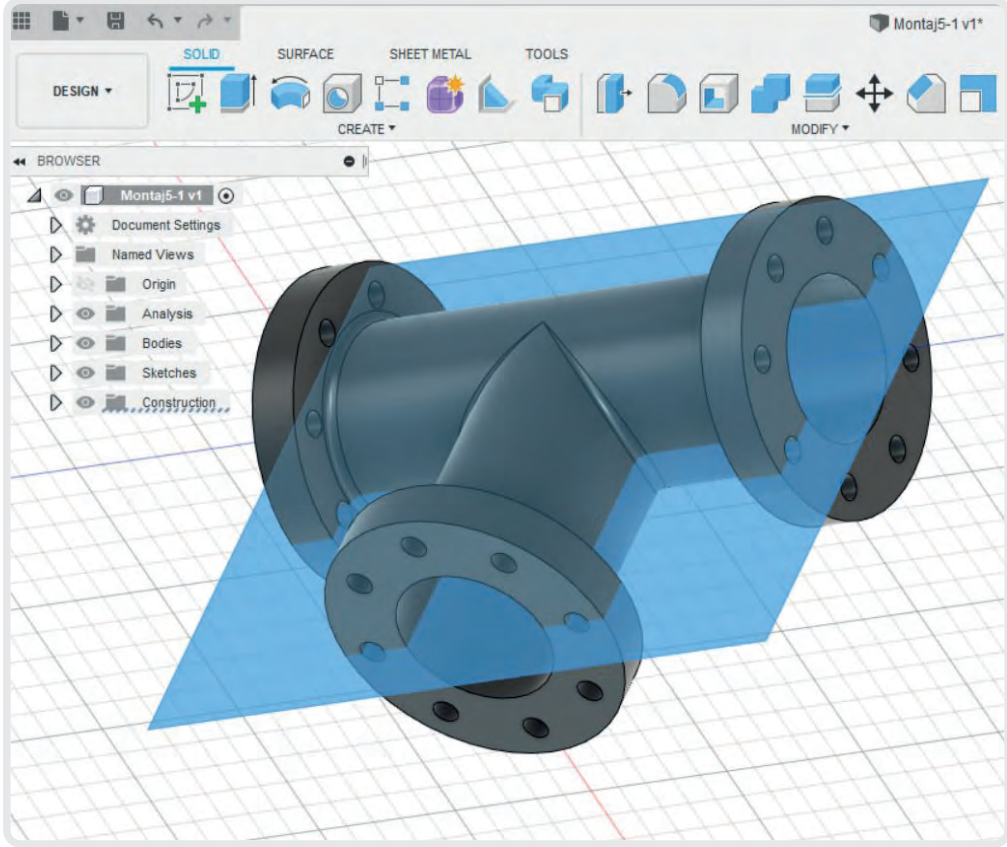 Montaj5-1 v1*
SOLID SURFACE SHEET METAL TOOLS
DESIGN
CREATE
MODIFY
BROWSER
Montaj5-1 v1
Document Settings
Named Views
Origin
Analysis
Bodies
Sketches
Construction